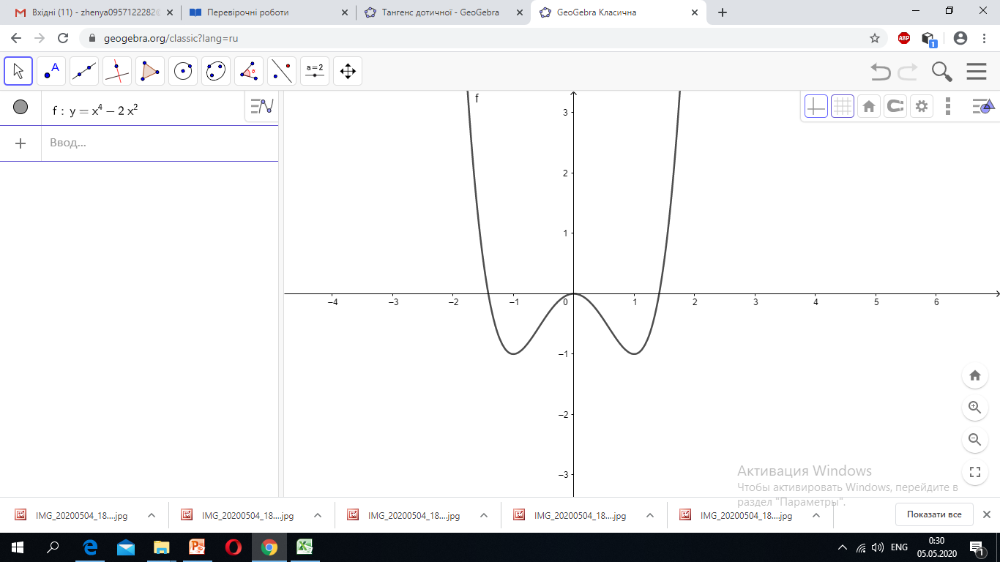 Вхідні (11) - zhenya0957122282@
Перевірочні роботи
Тангенс дотичної - GeoGebra
GeoGebra Класична
geogebra.org/classic?lang=ru
ABP
1
A
α
a=2
f : y = x⁴ − 2 x²
Ввод...
f
3
2
1
–4 –3 –2 –1 0 1 2 3 4 5 6
–1
–2
–3
Активация Windows
Чтобы активировать Windows, перейдите в
раздел "Параметры".
IMG_20200504_18....jpg
IMG_20200504_18....jpg
IMG_20200504_18....jpg
IMG_20200504_18....jpg
IMG_20200504_18....jpg
Показати все
ENG
0:30
05.05.2020
1